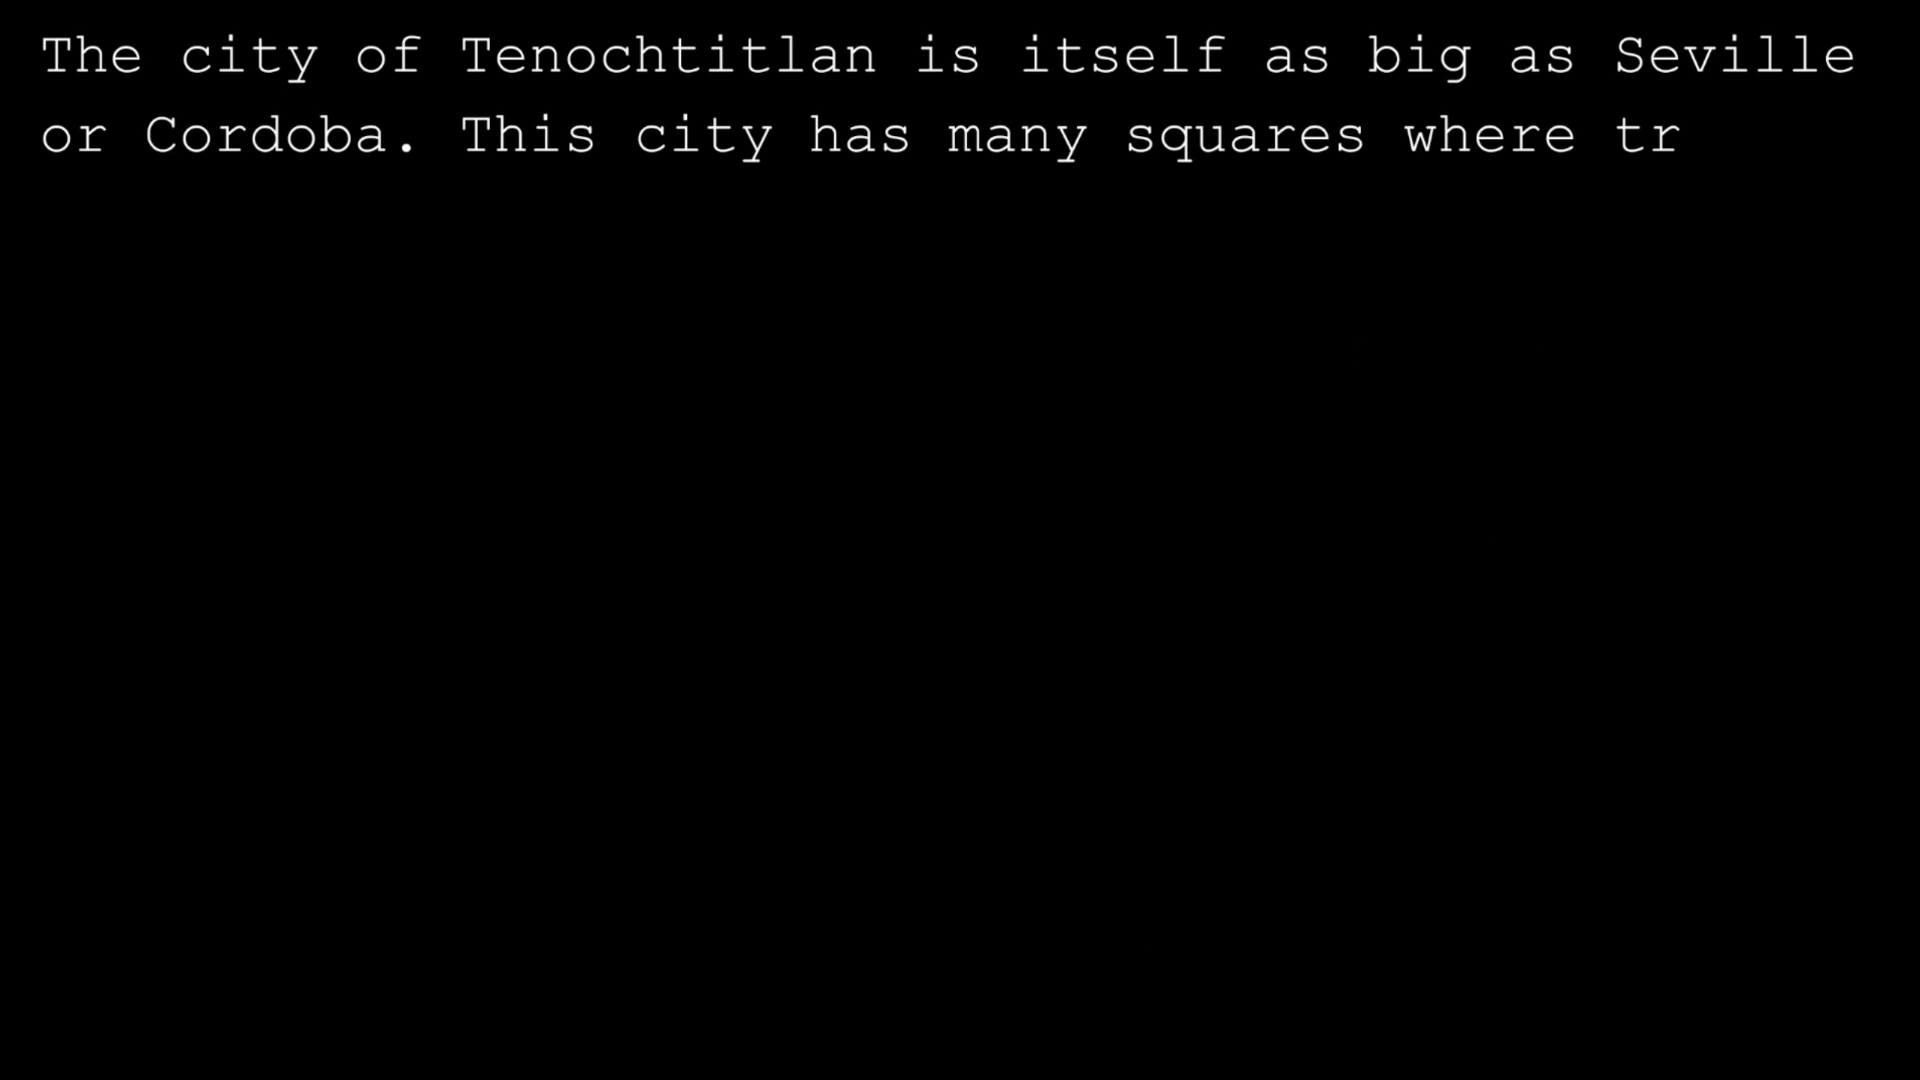 The city of Tenochtitlan is itself as big as Seville
or Cordoba. This city has many squares where tr